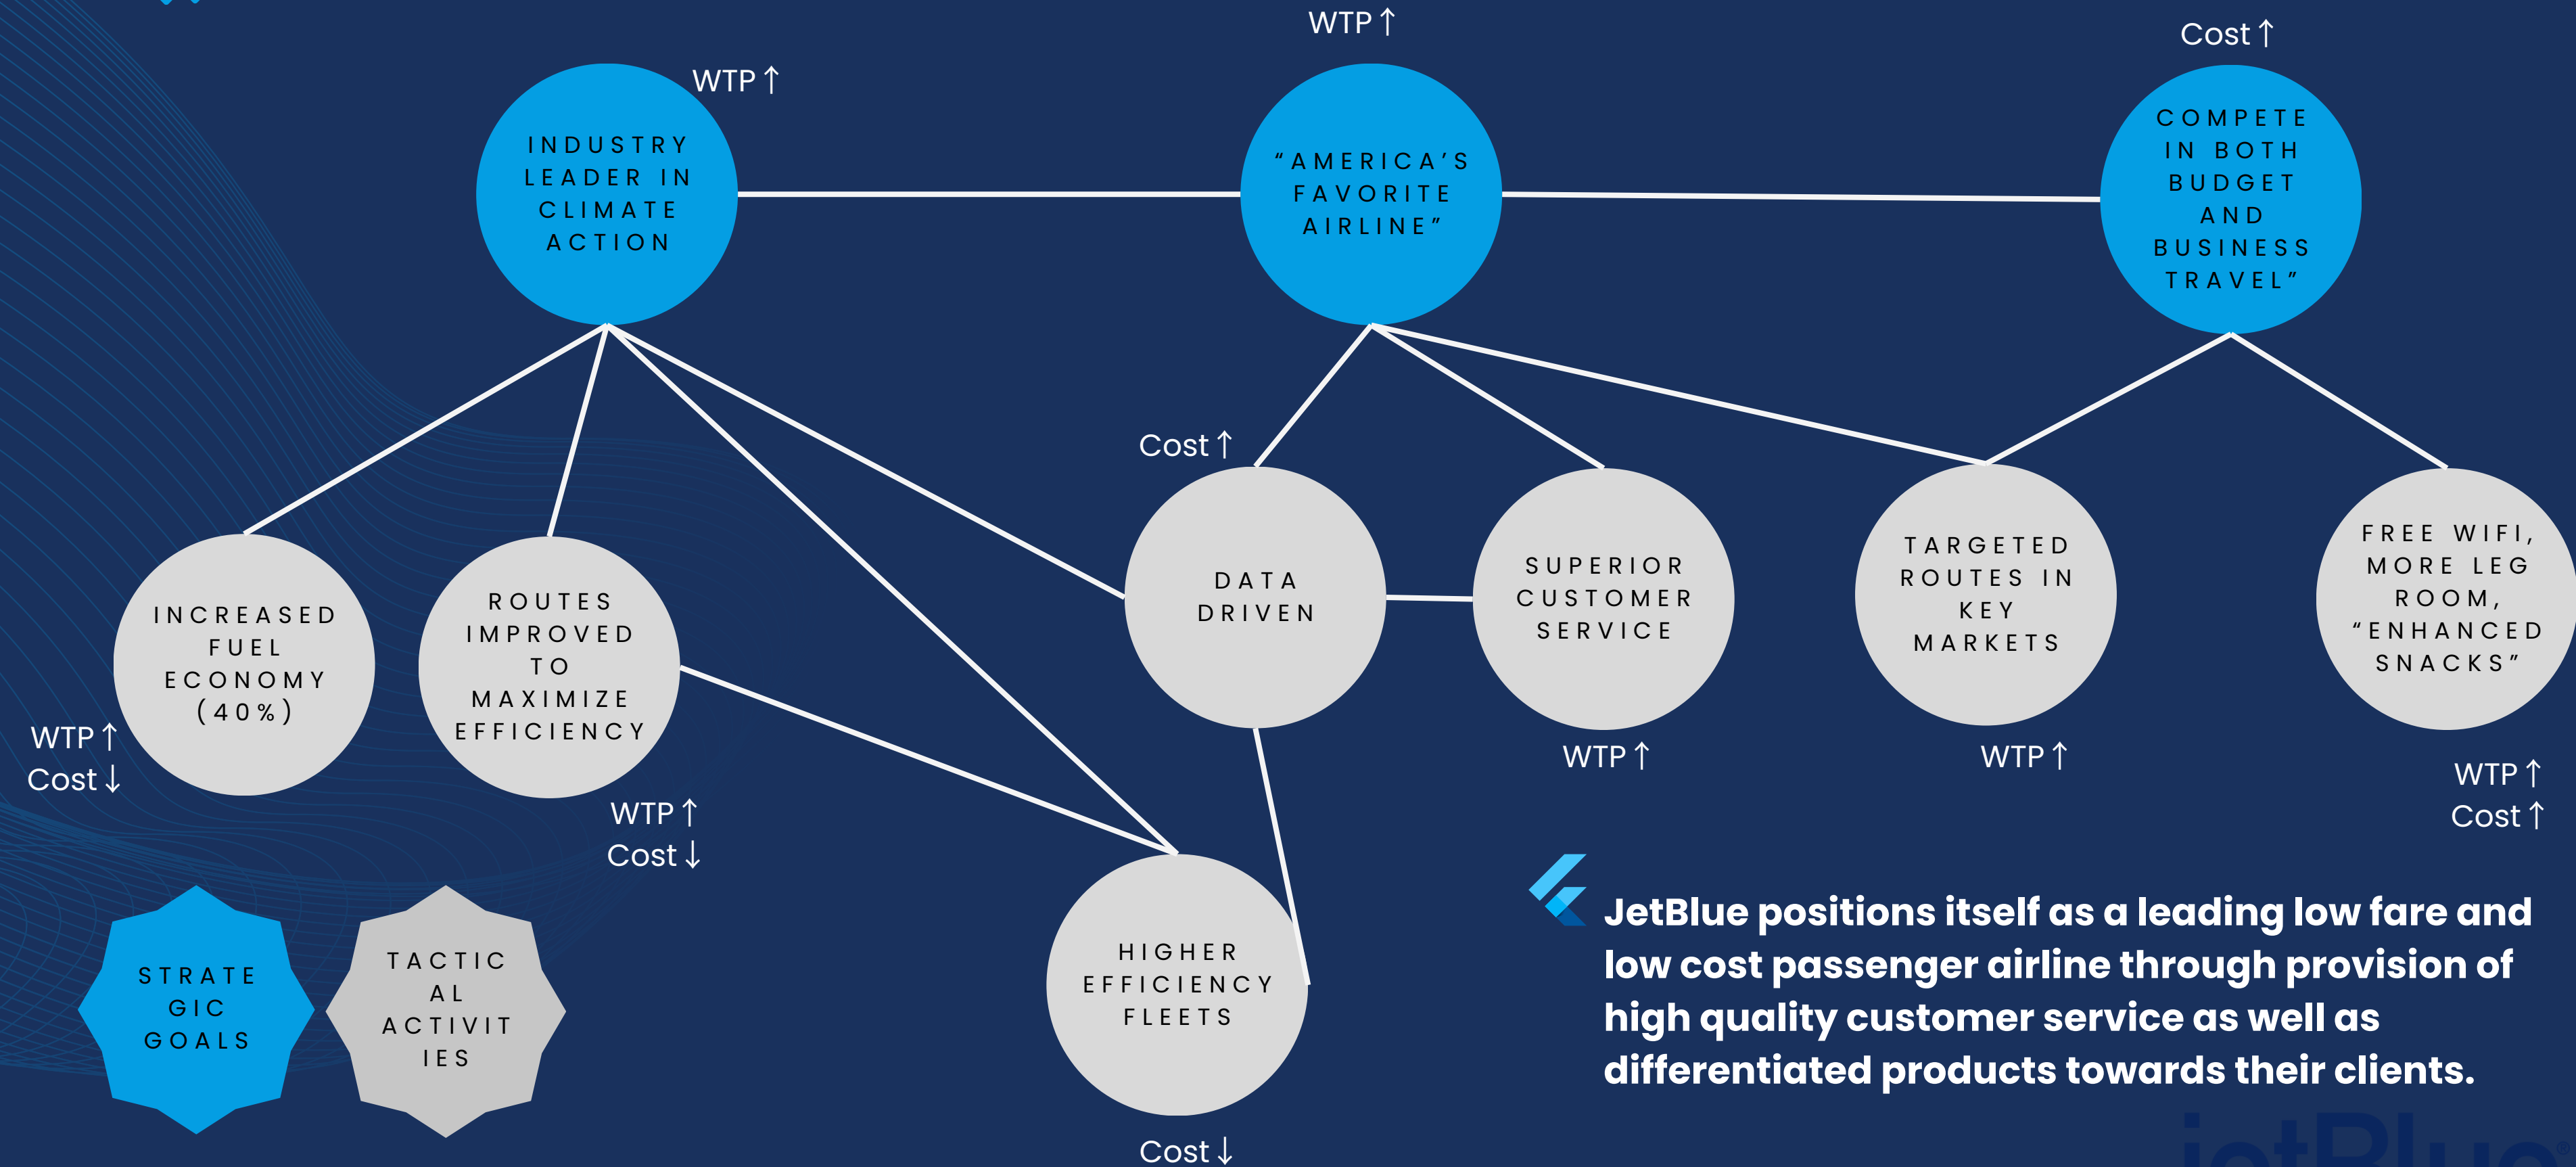 WTP ↑
WTP ↑
Cost ↑
INDUSTRY
LEADER IN
CLIMATE
ACTION
“AMERICA’S
FAVORITE
AIRLINE”
COMPETE
IN BOTH
BUDGET
AND
BUSINESS
TRAVEL”
Cost ↑
INCREASED
FUEL
ECONOMY
(40%)
WTP ↑
Cost ↓
ROUTES
IMPROVED
TO
MAXIMIZE
EFFICIENCY
WTP ↑
Cost ↓
DATA
DRIVEN
SUPERIOR
CUSTOMER
SERVICE
WTP ↑
TARGETED
ROUTES IN
KEY
MARKETS
WTP ↑
FREE WIFI,
MORE LEG
ROOM,
“ENHANCED
SNACKS”
WTP ↑
Cost ↑
STRATE
GIC
GOALS
TACTIC
AL
ACTIVIT
IES
HIGHER
EFFICIENCY
FLEETS
Cost ↓
JetBlue positions itself as a leading low fare and
low cost passenger airline through provision of
high quality customer service as well as
differentiated products towards their clients.
jetBlue®